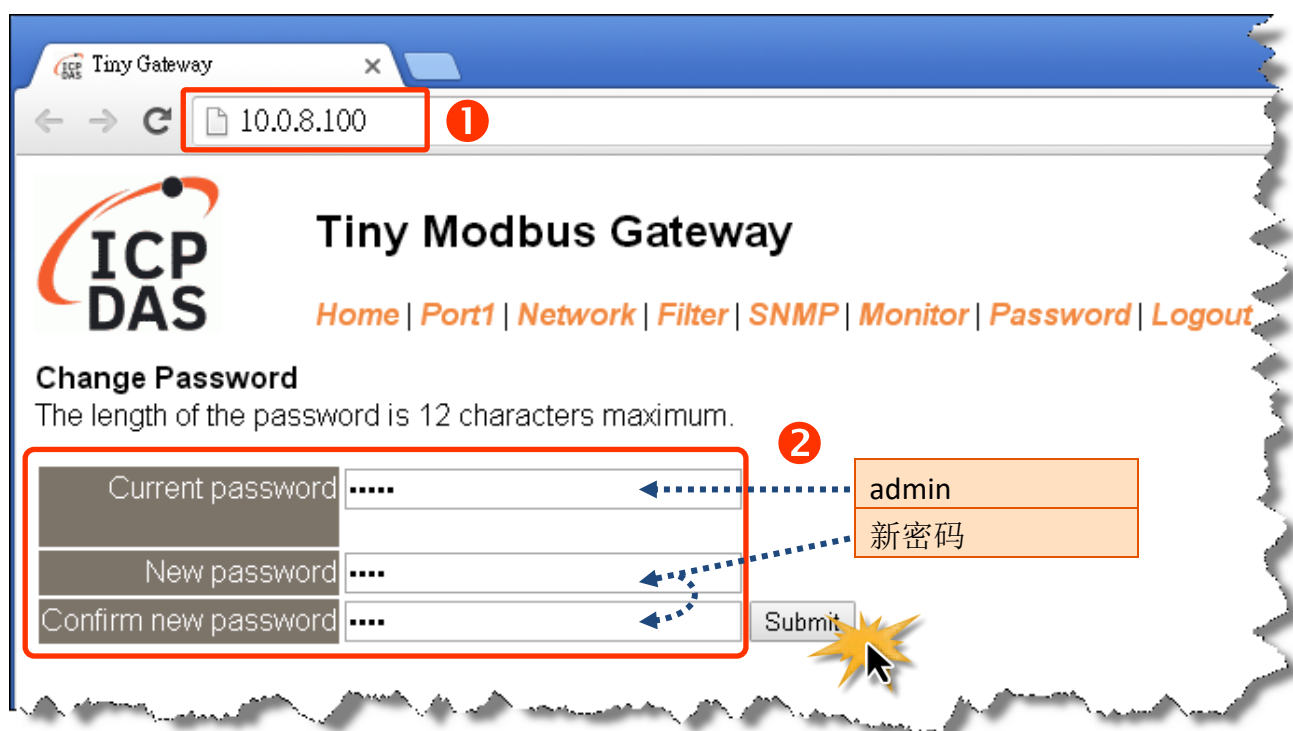 Tiny Gateway
10.0.8.100
1
ICP
DAS
Tiny Modbus Gateway
Home | Port1 | Network | Filter | SNMP | Monitor | Password | Logout
Change Password
The length of the password is 12 characters maximum.
2
Current password •••••
admin
新密码
New password ••••
Confirm new password •••• Submit